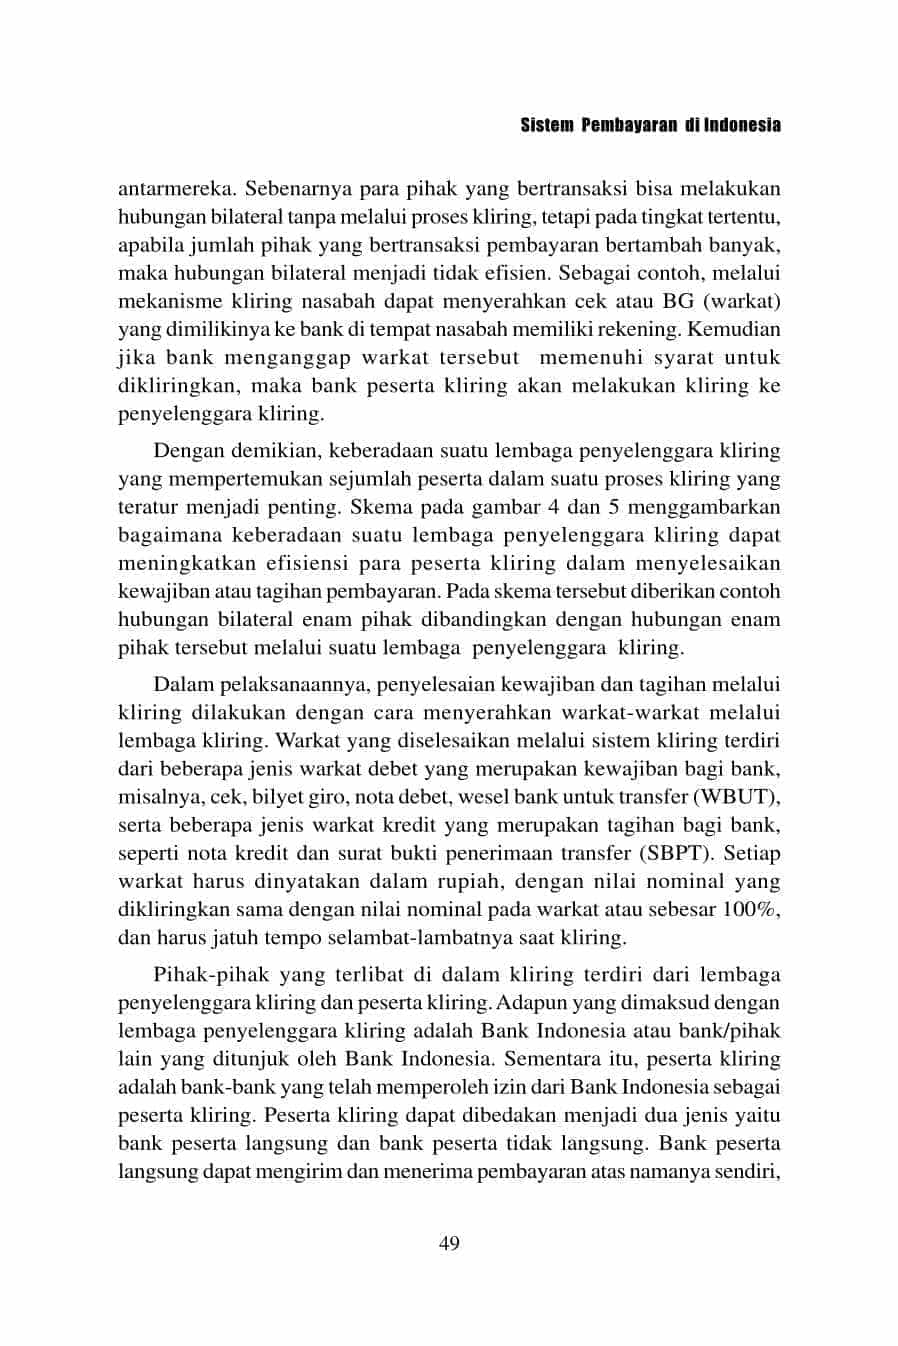 Sistem Pembayaran di Indonesia
antarmereka. Sebenarnya para pihak yang bertransaksi bisa melakukan
hubungan bilateral tanpa melalui proses kliring, tetapi pada tingkat tertentu,
apabila jumlah pihak yang bertransaksi pembayaran bertambah banyak,
maka hubungan bilateral menjadi tidak efisien. Sebagai contoh, melalui
mekanisme kliring nasabah dapat menyerahkan cek atau BG (warkat)
yang dimilikinya ke bank di tempat nasabah memiliki rekening. Kemudian
jika bank menganggap warkat tersebut memenuhi syarat untuk
dikliringkan, maka bank peserta kliring akan melakukan kliring ke
penyelenggara kliring.
Dengan demikian, keberadaan suatu lembaga penyelenggara kliring
yang mempertemukan sejumlah peserta dalam suatu proses kliring yang
teratur menjadi penting. Skema pada gambar 4 dan 5 menggambarkan
bagaimana keberadaan suatu lembaga penyelenggara kliring dapat
meningkatkan efisiensi para peserta kliring dalam menyelesaikan
kewajiban atau tagihan pembayaran. Pada skema tersebut diberikan contoh
hubungan bilateral enam pihak dibandingkan dengan hubungan enam
pihak tersebut melalui suatu lembaga penyelenggara kliring.
Dalam pelaksanaannya, penyelesaian kewajiban dan tagihan melalui
kliring dilakukan dengan cara menyerahkan warkat-warkat melalui
lembaga kliring. Warkat yang diselesaikan melalui sistem kliring terdiri
dari beberapa jenis warkat debet yang merupakan kewajiban bagi bank,
misalnya, cek, bilyet giro, nota debet, wesel bank untuk transfer (WBUT),
serta beberapa jenis warkat kredit yang merupakan tagihan bagi bank,
seperti nota kredit dan surat bukti penerimaan transfer (SBPT). Setiap
warkat harus dinyatakan dalam rupiah, dengan nilai nominal yang
dikliringkan sama dengan nilai nominal pada warkat atau sebesar 100%,
dan harus jatuh tempo selambat-lambatnya saat kliring.
Pihak-pihak yang terlibat di dalam kliring terdiri dari lembaga
penyelenggara kliring dan peserta kliring. Adapun yang dimaksud dengan
lembaga penyelenggara kliring adalah Bank Indonesia atau bank/pihak
lain yang ditunjuk oleh Bank Indonesia. Sementara itu, peserta kliring
adalah bank-bank yang telah memperoleh izin dari Bank Indonesia sebagai
peserta kliring. Peserta kliring dapat dibedakan menjadi dua jenis yaitu
bank peserta langsung dan bank peserta tidak langsung. Bank peserta
langsung dapat mengirim dan menerima pembayaran atas namanya sendiri,
49